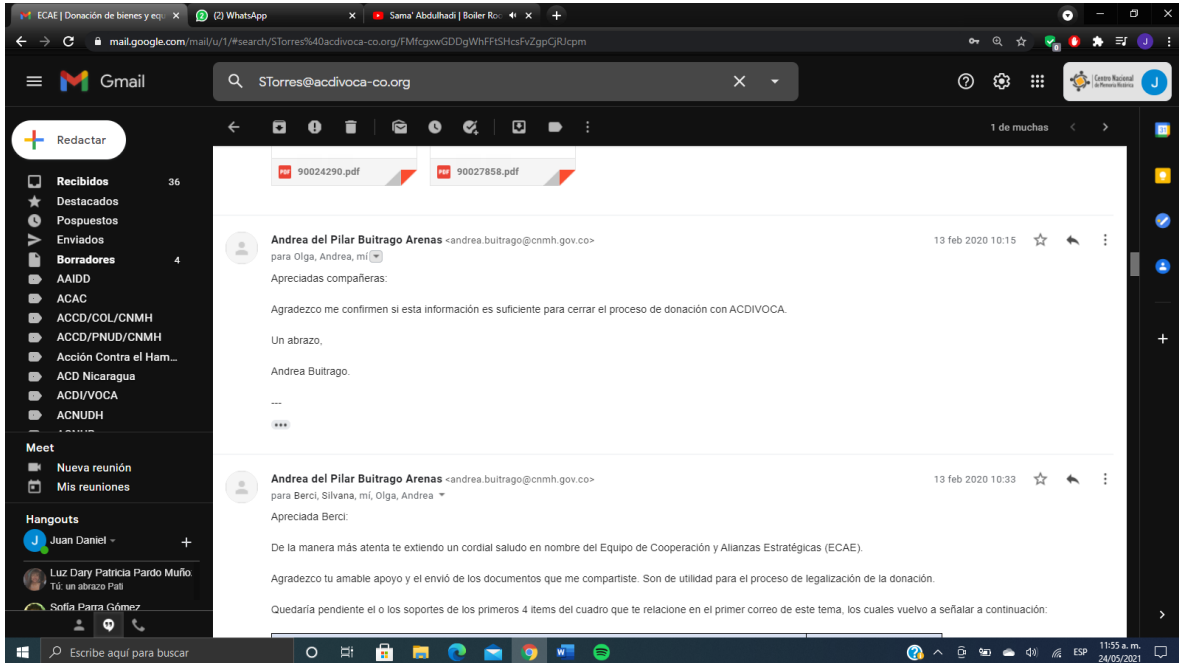 ECAE | Donación de bienes y equ
(2) WhatsApp
Sama' Abdulhadi | Boiler Roo
mail.google.com/mail/u/1/#search/STorres%40acdivoca-co.org/FMfcgxwGDDgWhFFtSHcsFvZgpCjRJcpm
Gmail
STorres@acdivoca-co.org
Centro Nacional
de Memoria Histórica
J
Redactar
1 de muchas
Recibidos 36
Destacados
Pospuestos
Enviados
Borradores 4
AAIDD
ACAC
ACCD/COL/CNMH
ACCD/PNUD/CNMH
Acción Contra el Ham...
ACD Nicaragua
ACDI/VOCA
ACNUDH
Meet
Nueva reunión
Mis reuniones
Hangouts
J Juan Daniel
Luz Dary Patricia Pardo Muño
Tú: un abrazo Pati
Sofía Parra Gómez
PDF 90024290.pdf
PDF 90027858.pdf
Andrea del Pilar Buitrago Arenas <andrea.buitrago@cnmh.gov.co> 13 feb 2020 10:15
para Olga, Andrea, mí
Apreciadas compañeras:
Agradezco me confirmen si esta información es suficiente para cerrar el proceso de donación con ACDIVOCA.
Un abrazo,
Andrea Buitrago.
---
Andrea del Pilar Buitrago Arenas <andrea.buitrago@cnmh.gov.co> 13 feb 2020 10:33
para Berci, Silvana, mí, Olga, Andrea
Apreciada Berci:
De la manera más atenta te extiendo un cordial saludo en nombre del Equipo de Cooperación y Alianzas Estratégicas (ECAE).
Agradezco tu amable apoyo y el envió de los documentos que me compartiste. Son de utilidad para el proceso de legalización de la donación.
Quedaría pendiente el o los soportes de los primeros 4 items del cuadro que te relacione en el primer correo de este tema, los cuales vuelvo a señalar a continuación:
Escribe aquí para buscar
ESP
11:55 a. m.
24/05/2021